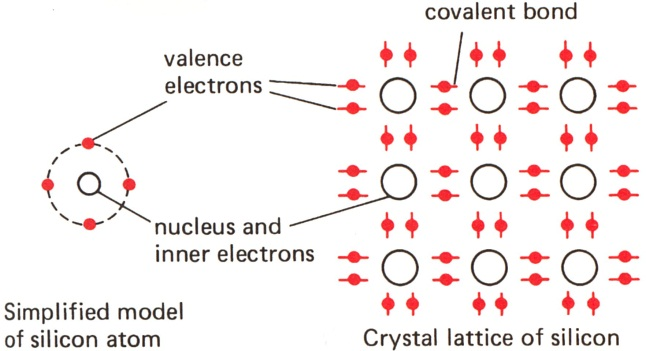 covalent bond
valence
electrons
nucleus and
inner electrons
Simplified model
of silicon atom
Crystal lattice of silicon